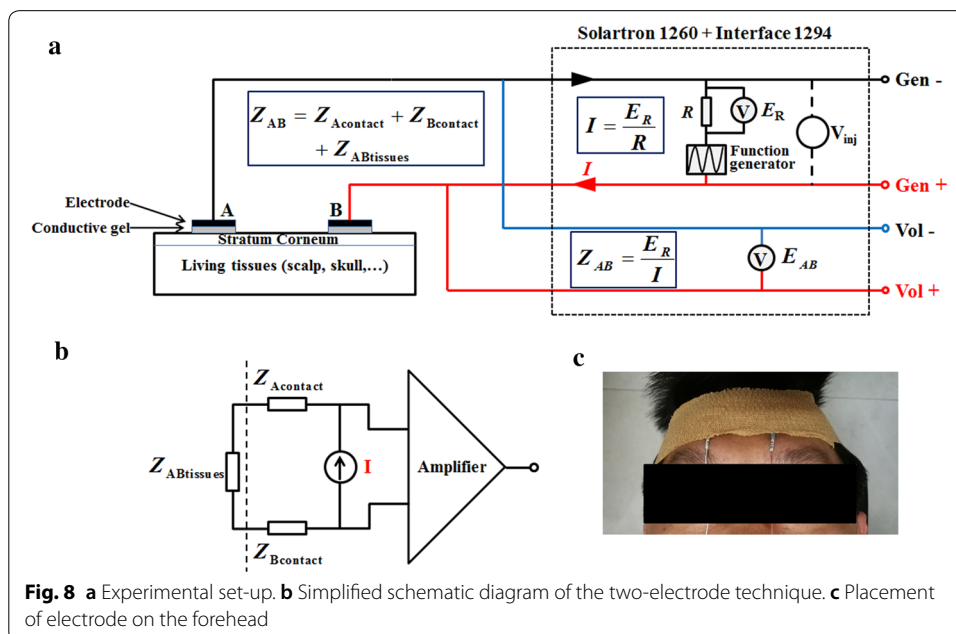 a
Solartron 1260 + Interface 1294
Gen -
Z_AB = Z_Acontact + Z_Bcontact
+ Z_ABtissues
I = E_R / R
R
V
E_R
V_inj
Function
generator
I
Gen +
Electrode
Conductive gel
A
B
Stratum Corneum
Living tissues (scalp, skull,...)
Vol -
Z_AB = E_R / I
V
E_AB
Vol +
b
c
Z_Acontact
Z_ABtissues
I
Amplifier
Z_Bcontact
Fig. 8 a Experimental set-up. b Simplified schematic diagram of the two-electrode technique. c Placement
of electrode on the forehead